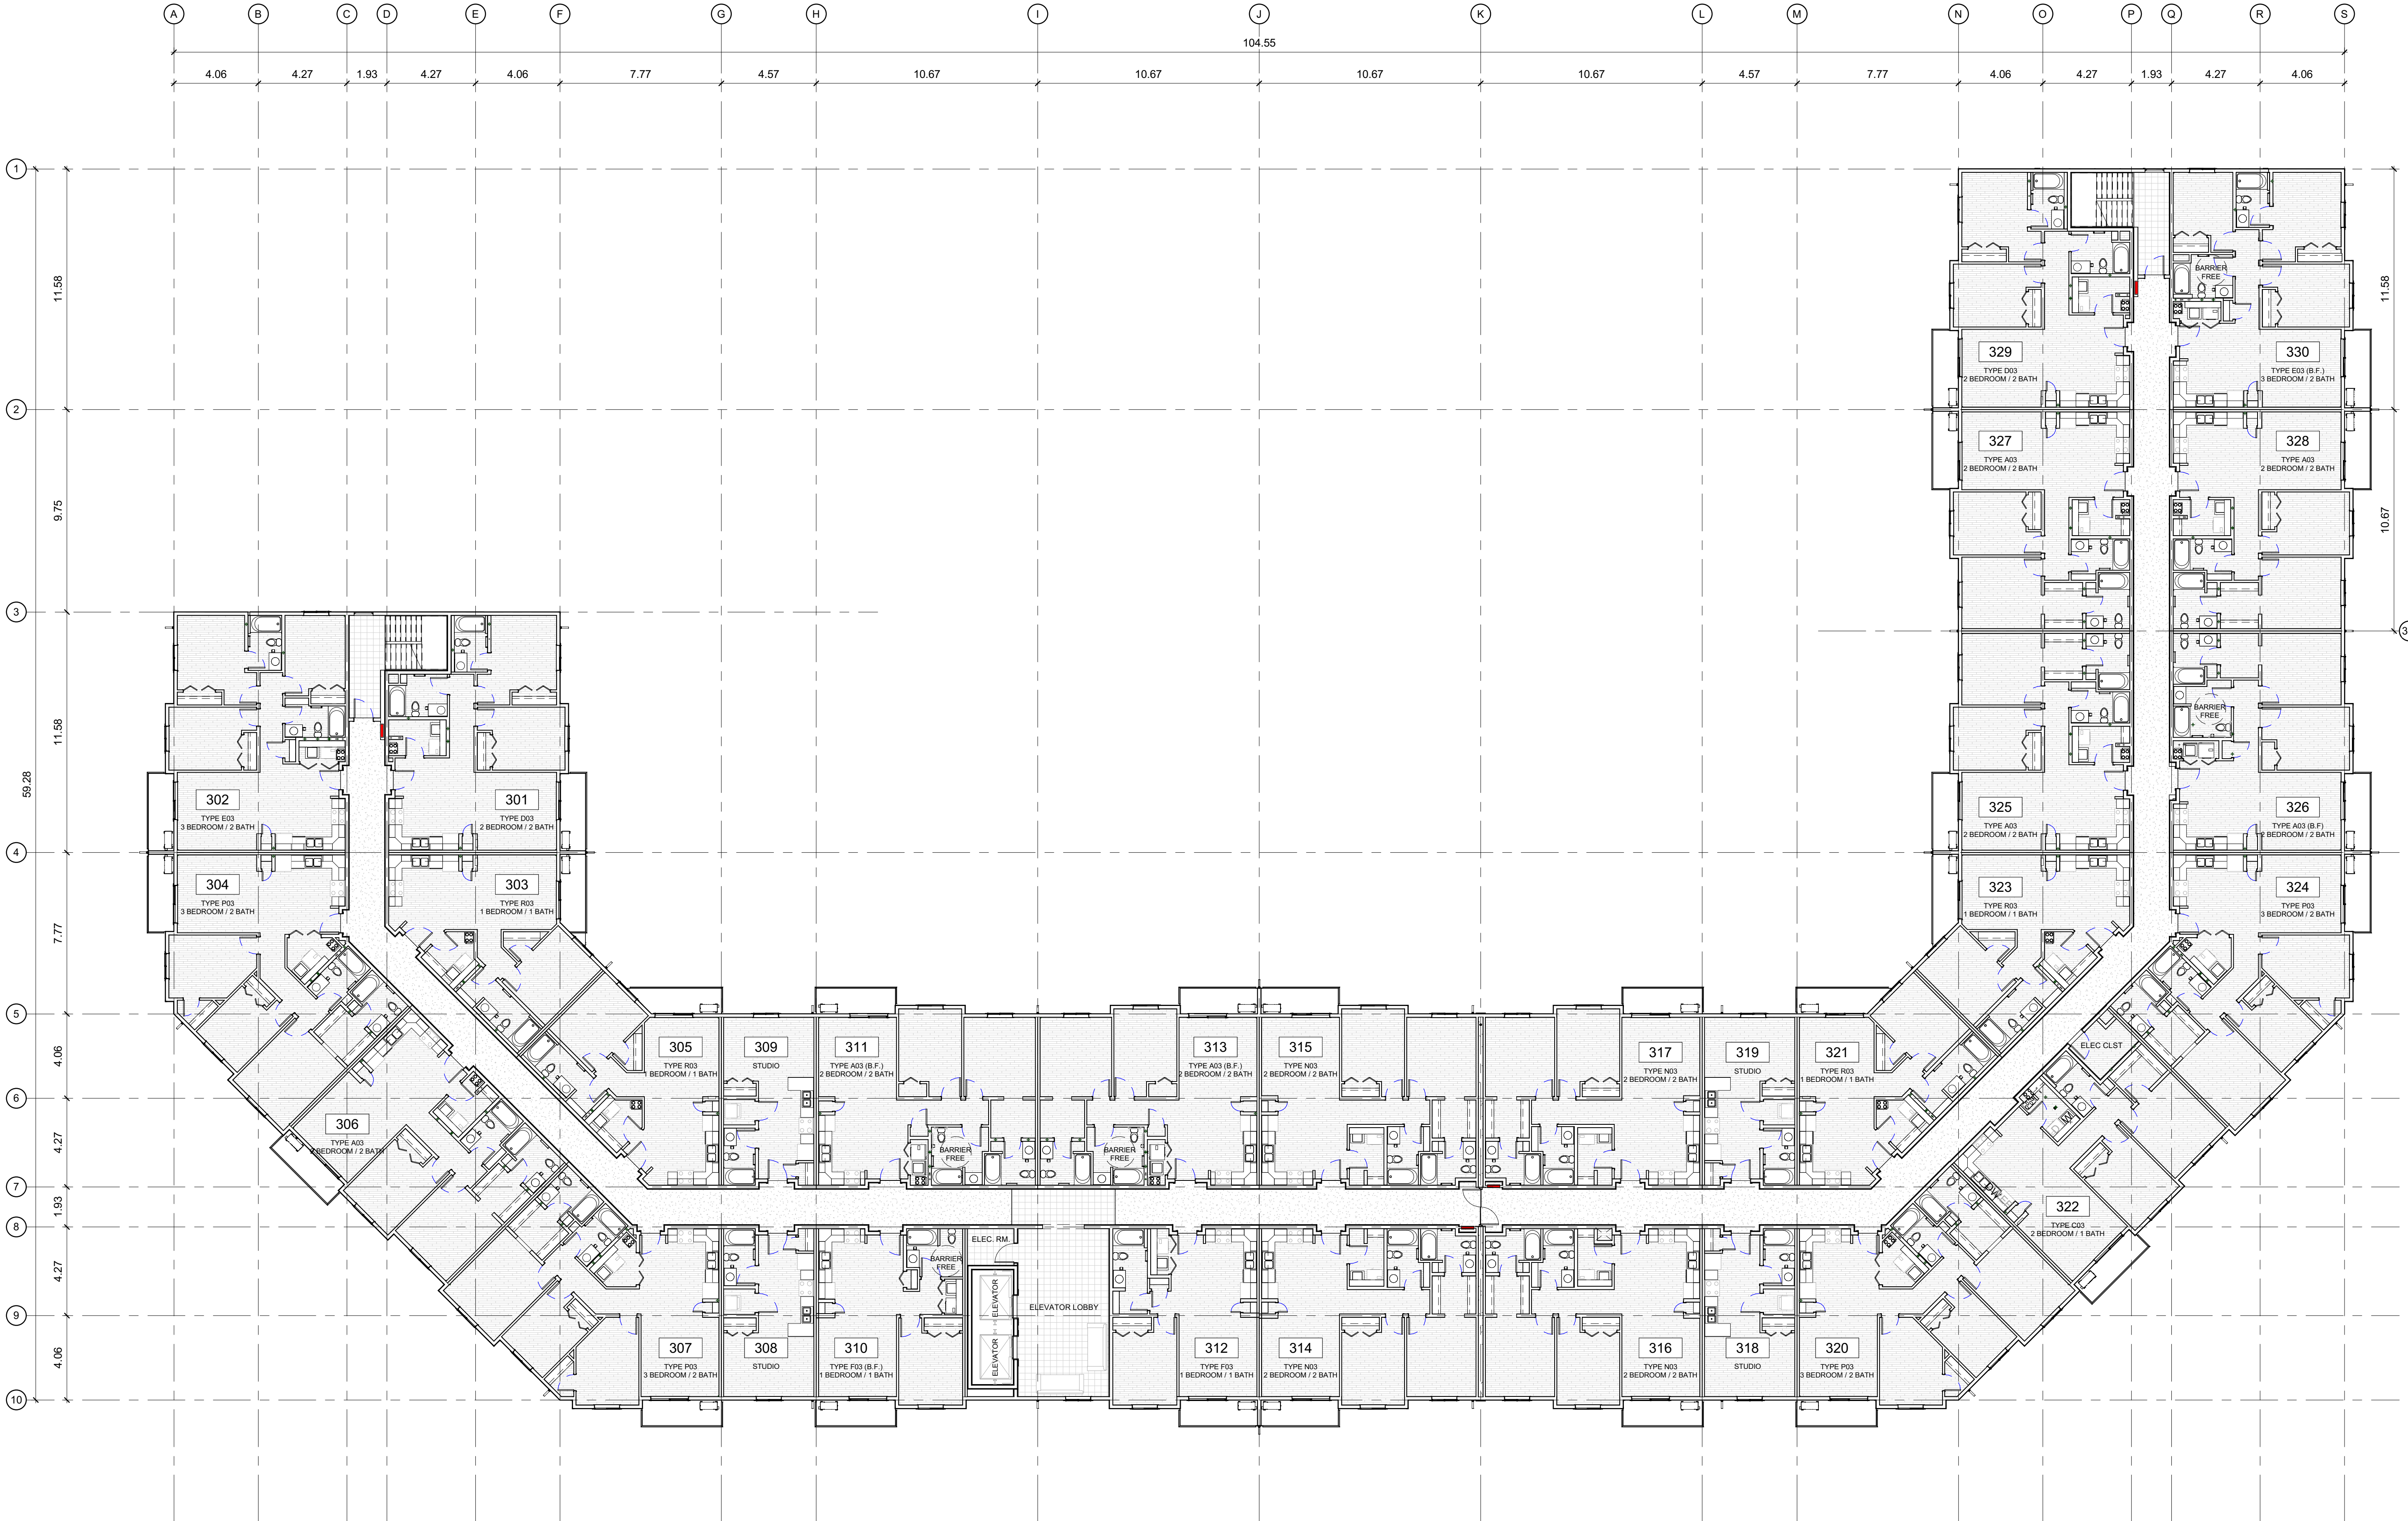 A B C D E F G H I J K L M N O P Q R S
104.55
4.06 4.27 1.93 4.27 4.06 7.77 4.57 10.67 10.67 10.67 10.67 4.57 7.77 4.06 4.27 1.93 4.27 4.06
1
11.58
11.58
BARRIER
FREE
329
TYPE D03
2 BEDROOM / 2 BATH
330
TYPE E03 (B.F.)
3 BEDROOM / 2 BATH
2
327
TYPE A03
2 BEDROOM / 2 BATH
328
TYPE A03
2 BEDROOM / 2 BATH
9.75
10.67
3
3
11.58
59.28
BARRIER
FREE
302
TYPE E03
3 BEDROOM / 2 BATH
301
TYPE D03
2 BEDROOM / 2 BATH
325
TYPE A03
2 BEDROOM / 2 BATH
326
TYPE A03 (B.F)
2 BEDROOM / 2 BATH
4
304
TYPE P03
3 BEDROOM / 2 BATH
303
TYPE R03
1 BEDROOM / 1 BATH
323
TYPE R03
1 BEDROOM / 1 BATH
324
TYPE P03
3 BEDROOM / 2 BATH
7.77
5
4.06
305
TYPE R03
1 BEDROOM / 1 BATH
309
STUDIO
311
TYPE A03 (B.F.)
2 BEDROOM / 2 BATH
313
TYPE A03 (B.F.)
2 BEDROOM / 2 BATH
315
TYPE N03
2 BEDROOM / 2 BATH
317
TYPE N03
2 BEDROOM / 2 BATH
319
STUDIO
321
TYPE R03
1 BEDROOM / 1 BATH
ELEC CLST
6
306
TYPE A03
2 BEDROOM / 2 BATH
4.27
BARRIER
FREE
BARRIER
FREE
7
1.93
322
TYPE C03
2 BEDROOM / 1 BATH
8
ELEC. RM.
BARRIER
FREE
4.27
ELEVATOR
ELEVATOR
ELEVATOR LOBBY
9
4.06
307
TYPE P03
3 BEDROOM / 2 BATH
308
STUDIO
310
TYPE F03 (B.F.)
1 BEDROOM / 1 BATH
312
TYPE F03
1 BEDROOM / 1 BATH
314
TYPE N03
2 BEDROOM / 2 BATH
316
TYPE N03
2 BEDROOM / 2 BATH
318
STUDIO
320
TYPE P03
3 BEDROOM / 2 BATH
10